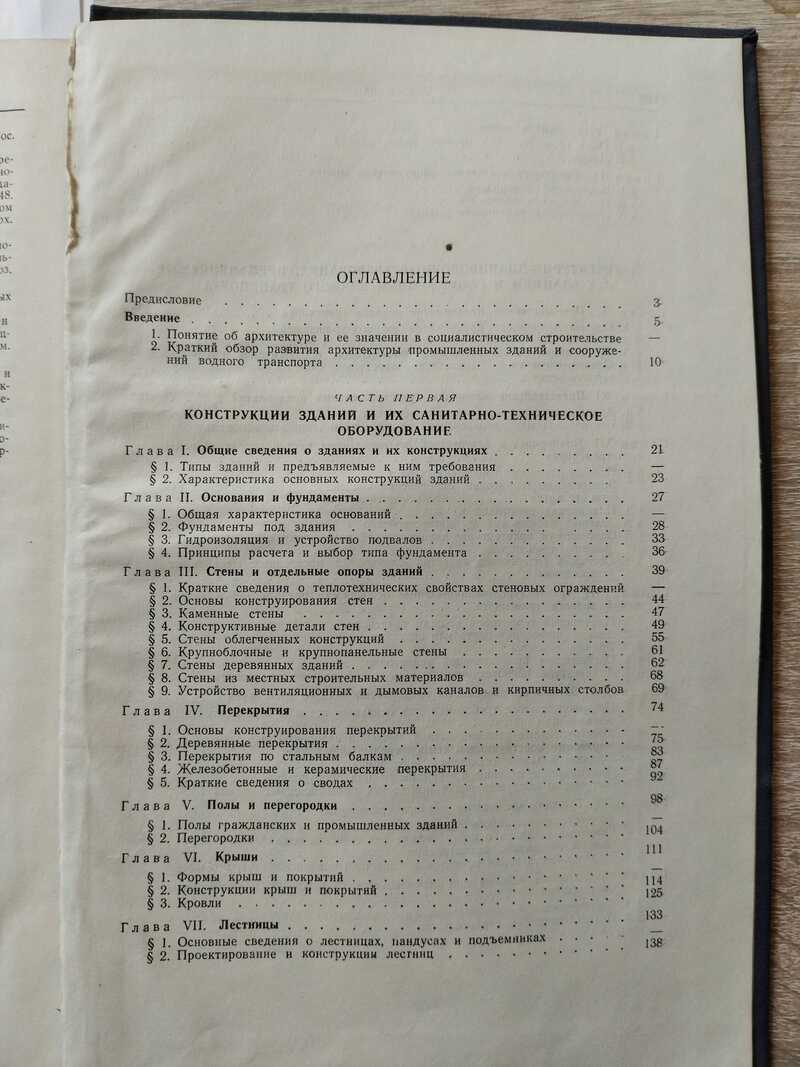 ос.
48.
ом
ох.
ых
и
м.
и
ОГЛАВЛЕНИЕ
Предисловие . . . . . . . . . . . . . . . . . . . . . . 3
Введение . . . . . . . . . . . . . . . . . . . . . . . 5
1. Понятие об архитектуре и ее значении в социалистическом строительстве —
2. Краткий обзор развития архитектуры промышленных зданий и сооруже-
ний водного транспорта . . . . . . . . . . . . . . . . . . 10
ЧАСТЬ ПЕРВАЯ
КОНСТРУКЦИИ ЗДАНИЙ И ИХ САНИТАРНО-ТЕХНИЧЕСКОЕ
ОБОРУДОВАНИЕ
Глава I. Общие сведения о зданиях и их конструкциях . . . . . . . . . 21
§ 1. Типы зданий и предъявляемые к ним требования . . . . . . . . —
§ 2. Характеристика основных конструкций зданий . . . . . . . . . 23
Глава II. Основания и фундаменты . . . . . . . . . . . . . . . . . 27
§ 1. Общая характеристика оснований . . . . . . . . . . . . . . . —
§ 2. Фундаменты под здания . . . . . . . . . . . . . . . . . . 28
§ 3. Гидроизоляция и устройство подвалов . . . . . . . . . . . . . 33
§ 4. Принципы расчета и выбор типа фундамента . . . . . . . . . . 36
Глава III. Стены и отдельные опоры зданий . . . . . . . . . . . . . 39
§ 1. Краткие сведения о теплотехнических свойствах стеновых ограждений —
§ 2. Основы конструирования стен . . . . . . . . . . . . . . . . 44
§ 3. Каменные стены . . . . . . . . . . . . . . . . . . . . . 47
§ 4. Конструктивные детали стен . . . . . . . . . . . . . . . . . 49
§ 5. Стены облегченных конструкций . . . . . . . . . . . . . . . 55
§ 6. Крупноблочные и крупнопанельные стены . . . . . . . . . . . 61
§ 7. Стены деревянных зданий . . . . . . . . . . . . . . . . . . 62
§ 8. Стены из местных строительных материалов . . . . . . . . . . 68
§ 9. Устройство вентиляционных и дымовых каналов и кирпичных столбов 69
Глава IV. Перекрытия . . . . . . . . . . . . . . . . . . . . . 74
§ 1. Основы конструирования перекрытий . . . . . . . . . . . . . —
§ 2. Деревянные перекрытия . . . . . . . . . . . . . . . . . . . 75
§ 3. Перекрытия по стальным балкам . . . . . . . . . . . . . . . 83
§ 4. Железобетонные и керамические перекрытия . . . . . . . . . . 87
§ 5. Краткие сведения о сводах . . . . . . . . . . . . . . . . . 92
Глава V. Полы и перегородки . . . . . . . . . . . . . . . . . . 98
§ 1. Полы гражданских и промышленных зданий . . . . . . . . . . . —
§ 2. Перегородки . . . . . . . . . . . . . . . . . . . . . . . 104
Глава VI. Крыши . . . . . . . . . . . . . . . . . . . . . . . 111
§ 1. Формы крыш и покрытий . . . . . . . . . . . . . . . . . . —
§ 2. Конструкции крыш и покрытий . . . . . . . . . . . . . . . . 114
§ 3. Кровли . . . . . . . . . . . . . . . . . . . . . . . . . 125
Глава VII. Лестницы . . . . . . . . . . . . . . . . . . . . . . 133
§ 1. Основные сведения о лестницах, пандусах и подъемниках . . . . —
§ 2. Проектирование и конструкции лестниц . . . . . . . . . . . . 138